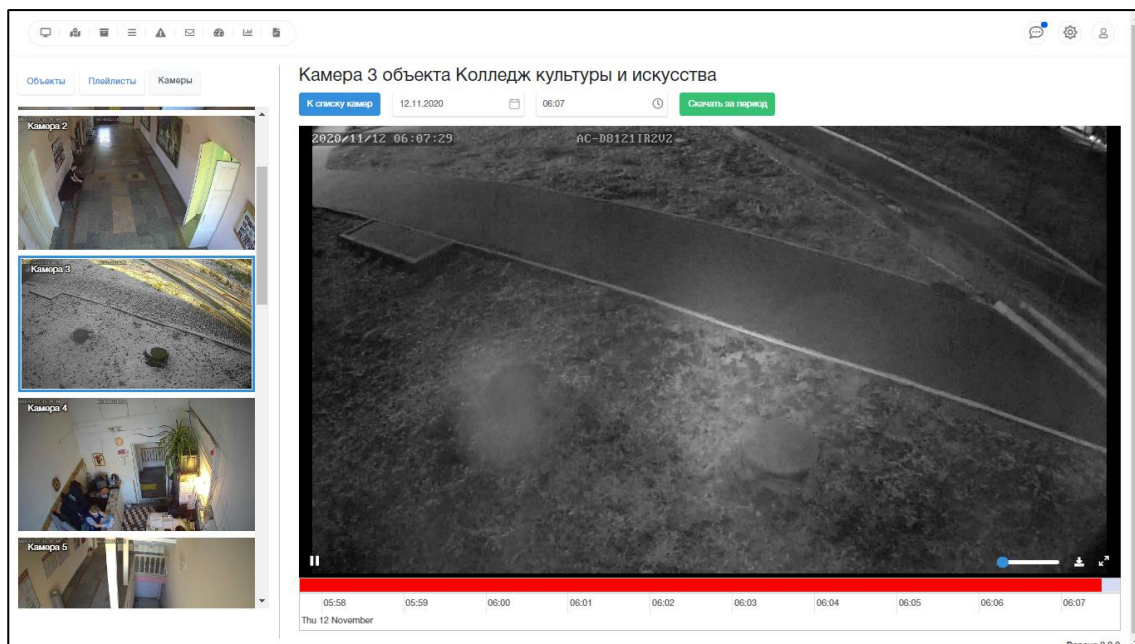 Объекты
Плейлисты
Камеры
Камера 2
Камера 3
Камера 4
Камера 5
Камера 3 объекта Колледж культуры и искусства
К списку камер
12.11.2020
06:07
Скачать за период
2020/11/12 06:07:29
AC-D8121IR2V2
05:58
05:59
06:00
06:01
06:02
06:03
06:04
06:05
06:06
06:07
Thu 12 November